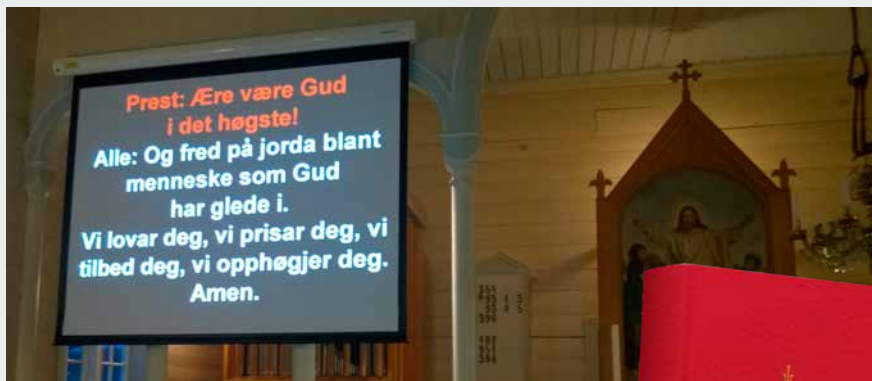 Prest: Ære være Gud
i det høgste!
Alle: Og fred på jorda blant
menneske som Gud
har glede i.
Vi lovar deg, vi prisar deg, vi
tilbed deg, vi opphøgjer deg.
Amen.